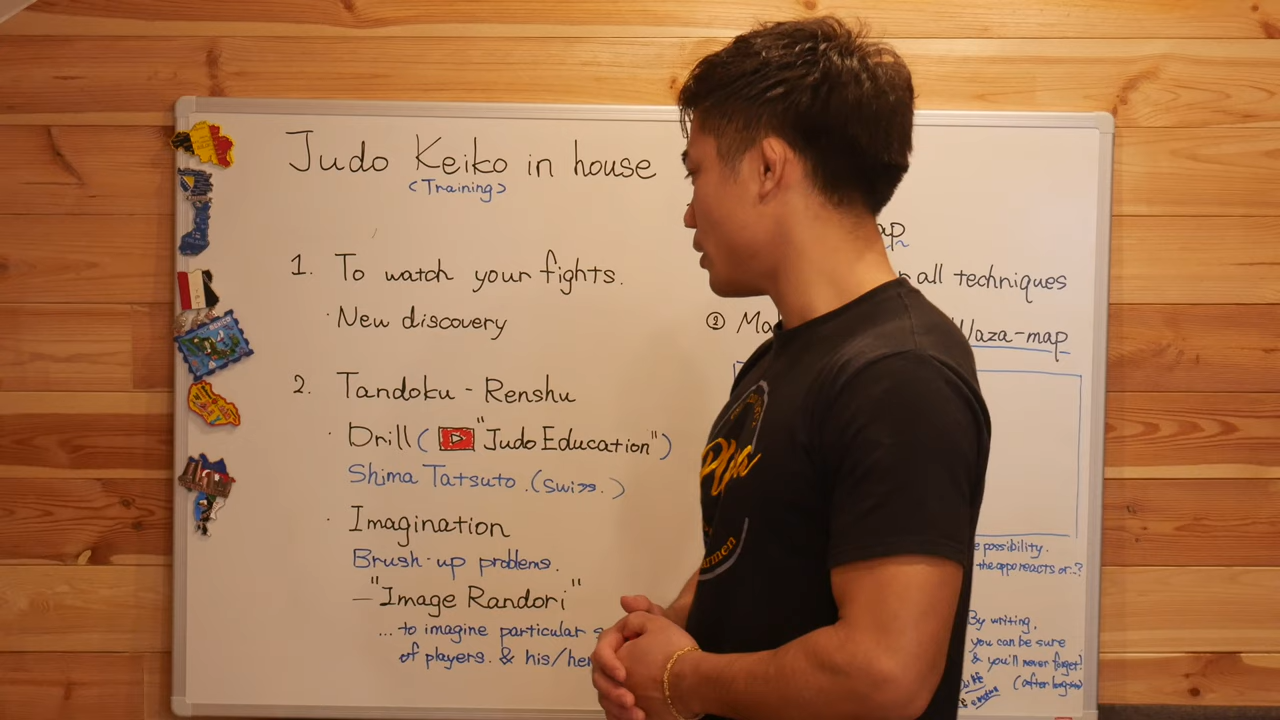 Judo Keiko in house
<Training>
1. To watch your fights.
· New discovery
2. Tandoku - Renshu
· Drill ( "Judo Education" )
Shima Tatsuto. (Swiss.)
· Imagination
Brush-up problems.
– "Image Randori"
... to imagine particular s
of players. & his/her
ap
r all techniques
② Ma
Waza-map
e possibility.
the oppo reacts or..?
By writing,
you can be sure
& you'll never forget!
(after long